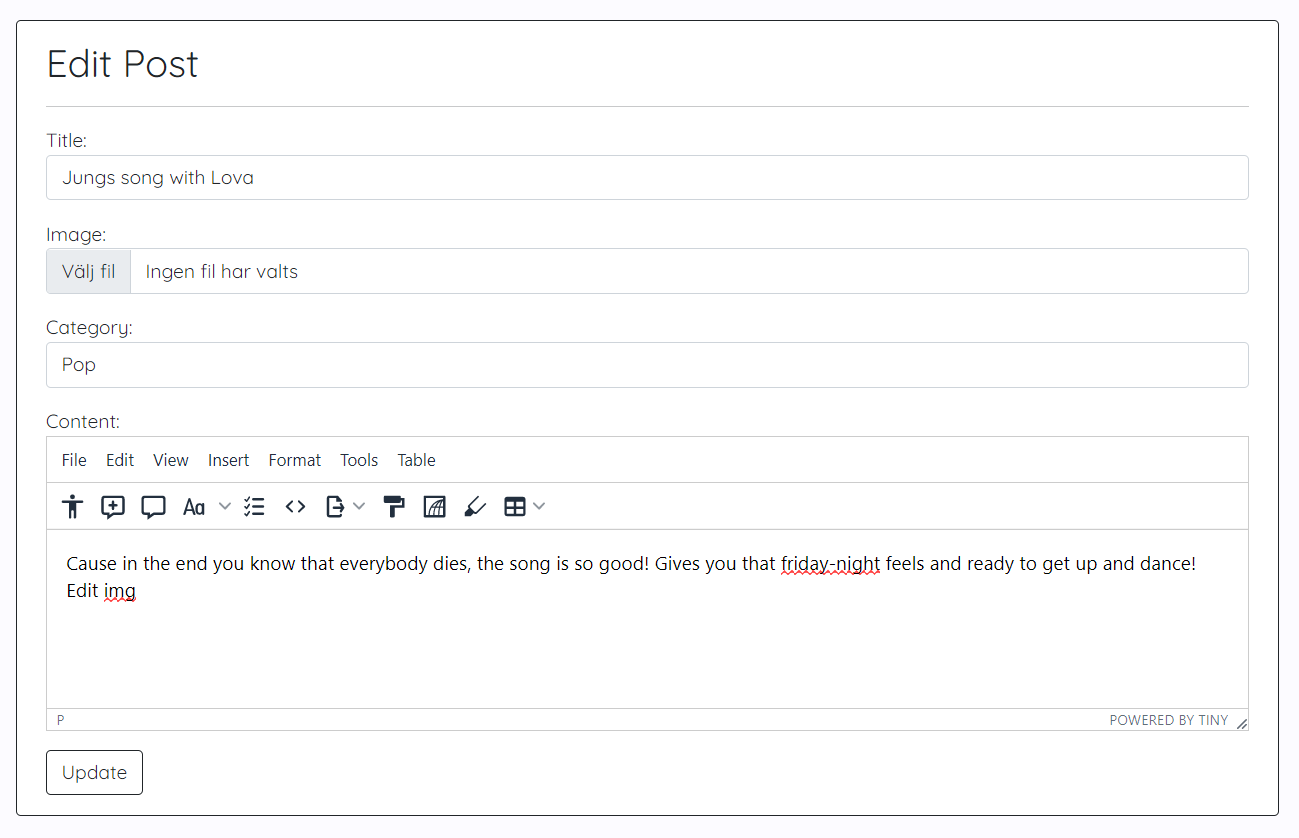 Edit Post
Title:
Jungs song with Lova
Image:
Välj fil Ingen fil har valts
Category:
Pop
Content:
File Edit View Insert Format Tools Table
Aa
Cause in the end you know that everybody dies, the song is so good! Gives you that friday-night feels and ready to get up and dance!
Edit img
P POWERED BY TINY
Update